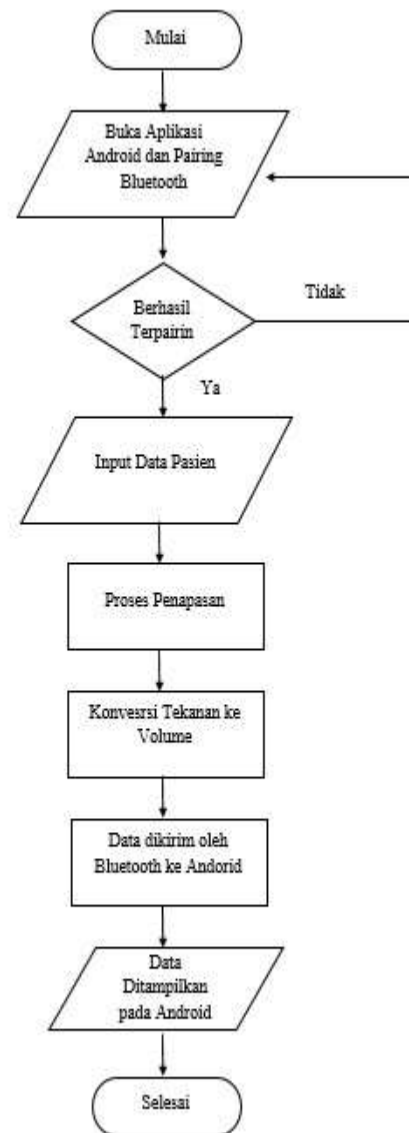 Mulai
Buka Aplikasi
Android dan Pairing
Bluetooth
Berhasil
Terpairin
Tidak
Ya
Input Data Pasien
Proses Penapasan
Konvesrsi Tekanan ke
Volume
Data dikirim oleh
Bluetooth ke Andorid
Data
Ditampilkan
pada Android
Selesai